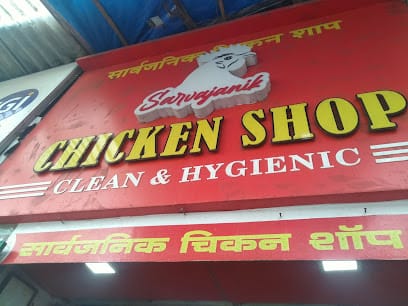 सार्वजनिक चिकन शाप
Sarvajanik
CHICKEN SHOP
CLEAN & HYGIENIC
सार्वजनिक चिकन शॉप